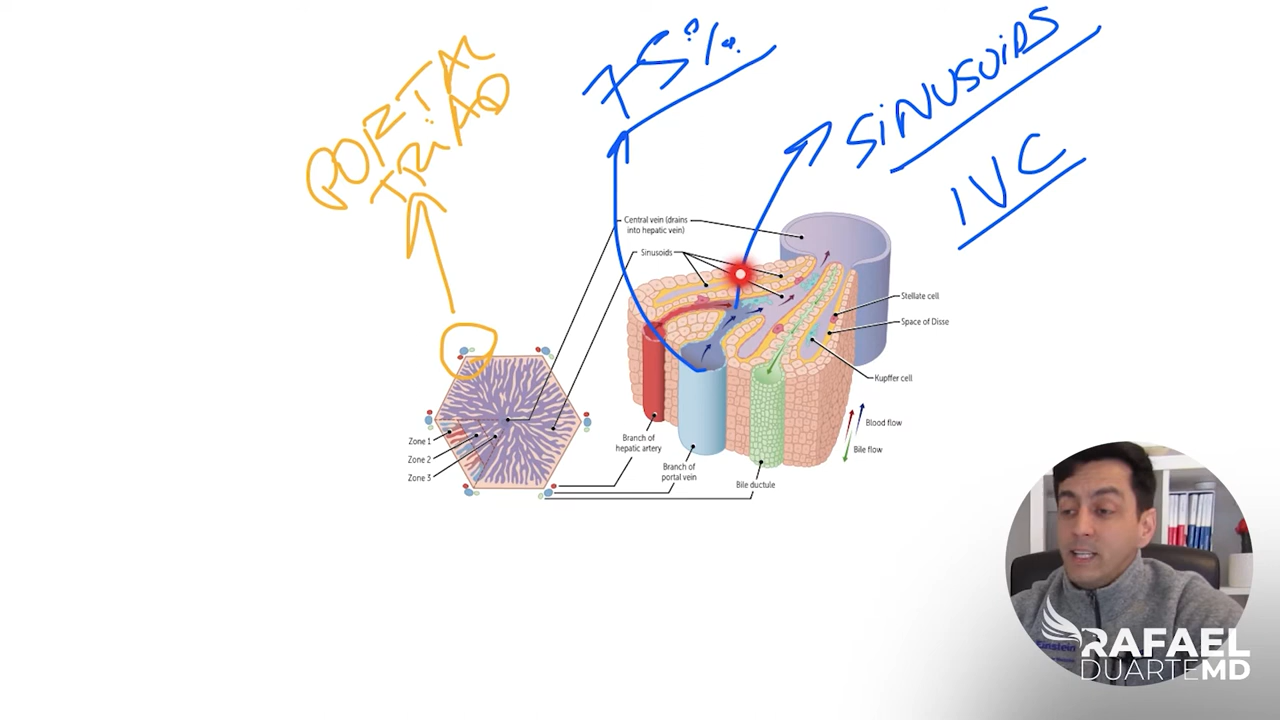 PORTAL
TRIAD
75%
SINUSOIDS
IVC
Central vein (drains
into hepatic vein)
Sinusoids
Stellate cell
Space of Disse
Kupffer cell
Blood flow
Bile flow
Zone 1
Zone 2
Zone 3
Branch of
hepatic artery
Branch of
portal vein
Bile ductule
Einstein
RAFAEL
DUARTEMD